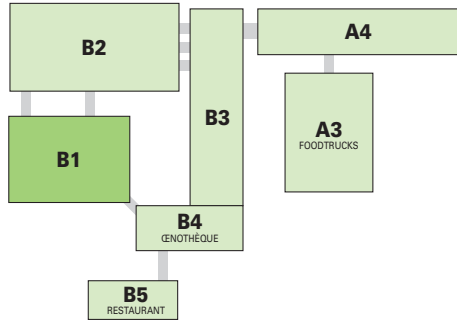 B2
A4
B3
A3
FOODTRUCKS
B1
B4
ŒNOTHÈQUE
B5
RESTAURANT